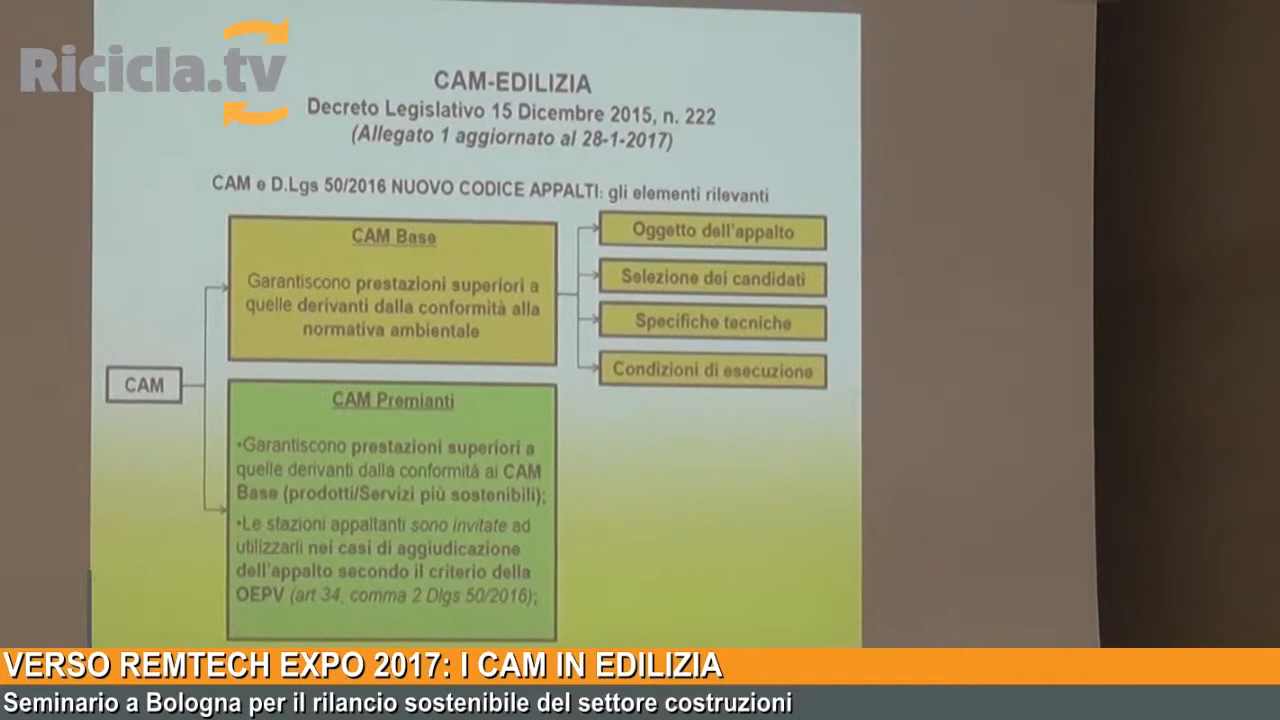 Ricicla.tv
CAM-EDILIZIA
Decreto Legislativo 15 Dicembre 2015, n. 222
(Allegato 1 aggiornato al 28-1-2017)
CAM e D.Lgs 50/2016 NUOVO CODICE APPALTI: gli elementi rilevanti
CAM Base
Garantiscono prestazioni superiori a
quelle derivanti dalla conformità alla
normativa ambientale
Oggetto dell'appalto
Selezione dei candidati
Specifiche tecniche
Condizioni di esecuzione
CAM
CAM Premianti
•Garantiscono prestazioni superiori a
quelle derivanti dalla conformità ai CAM
Base (prodotti/Servizi più sostenibili);
•Le stazioni appaltanti sono invitate ad
utilizzarli nei casi di aggiudicazione
dell'appalto secondo il criterio della
OEPV (art 34, comma 2 Dlgs 50/2016);
VERSO REMTECH EXPO 2017: I CAM IN EDILIZIA
Seminario a Bologna per il rilancio sostenibile del settore costruzioni